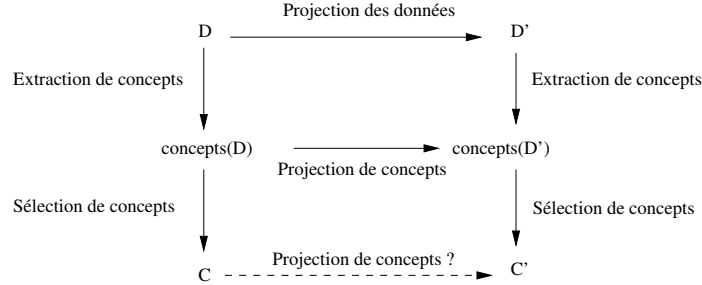 Projection des données
D D’
Extraction de concepts Extraction de concepts
concepts(D) concepts(D’)
Projection de concepts
Sélection de concepts Sélection de concepts
Projection de concepts ?
C C’